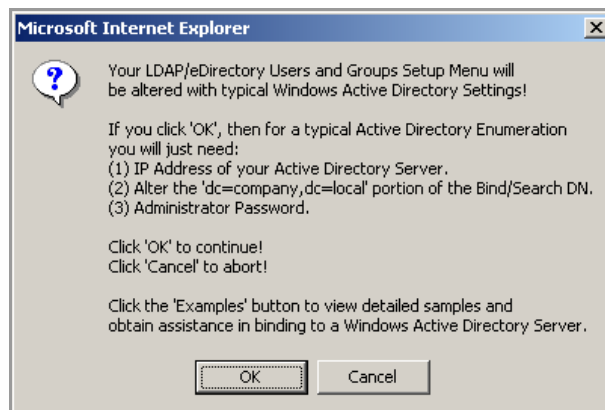 Microsoft Internet Explorer
Your LDAP/eDirectory Users and Groups Setup Menu will
be altered with typical Windows Active Directory Settings!
If you click 'OK', then for a typical Active Directory Enumeration
you will just need:
(1) IP Address of your Active Directory Server.
(2) Alter the 'dc=company,dc=local' portion of the Bind/Search DN.
(3) Administrator Password.
Click 'OK' to continue!
Click 'Cancel' to abort!
Click the 'Examples' button to view detailed samples and
obtain assistance in binding to a Windows Active Directory Server.
OK Cancel